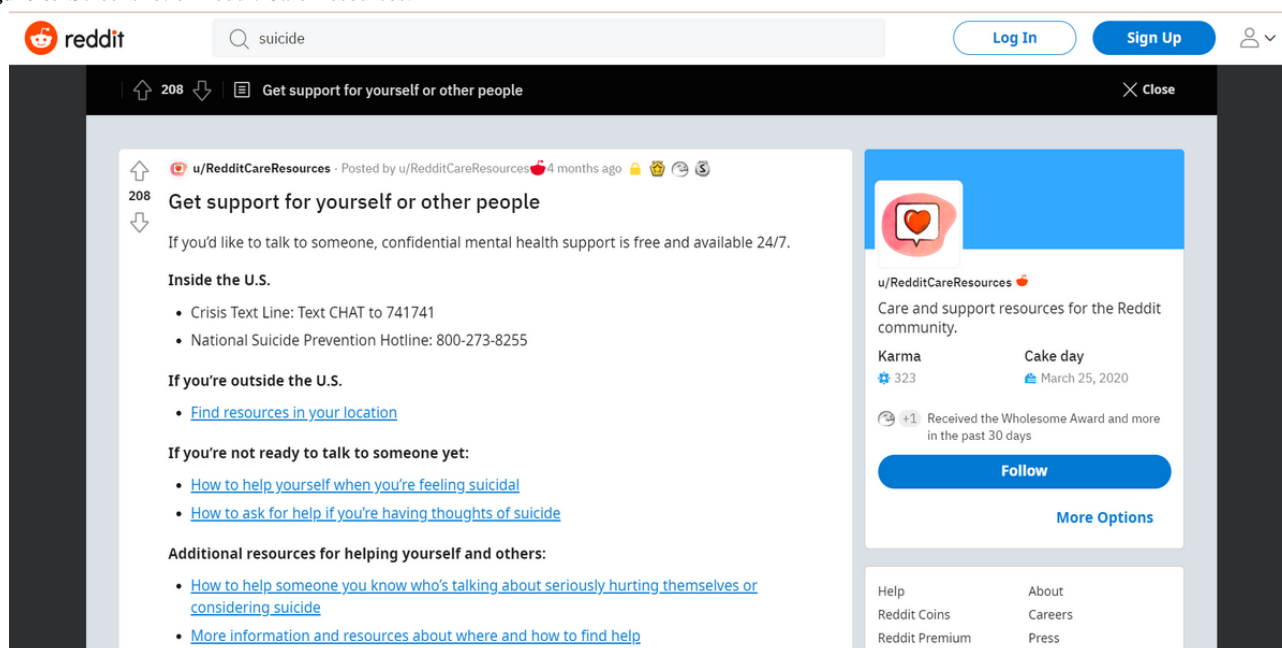 reddit
suicide
Log In
Sign Up
208
Get support for yourself or other people
Close
u/RedditCareResources · Posted by u/RedditCareResources 4 months ago
208
Get support for yourself or other people
If you'd like to talk to someone, confidential mental health support is free and available 24/7.
Inside the U.S.
• Crisis Text Line: Text CHAT to 741741
• National Suicide Prevention Hotline: 800-273-8255
If you're outside the U.S.
• Find resources in your location
If you're not ready to talk to someone yet:
• How to help yourself when you're feeling suicidal
• How to ask for help if you're having thoughts of suicide
Additional resources for helping yourself and others:
• How to help someone you know who's talking about seriously hurting themselves or
considering suicide
• More information and resources about where and how to find help
u/RedditCareResources
Care and support resources for the Reddit
community.
Karma Cake day
323 March 25, 2020
+1 Received the Wholesome Award and more
in the past 30 days
Follow
More Options
Help About
Reddit Coins Careers
Reddit Premium Press